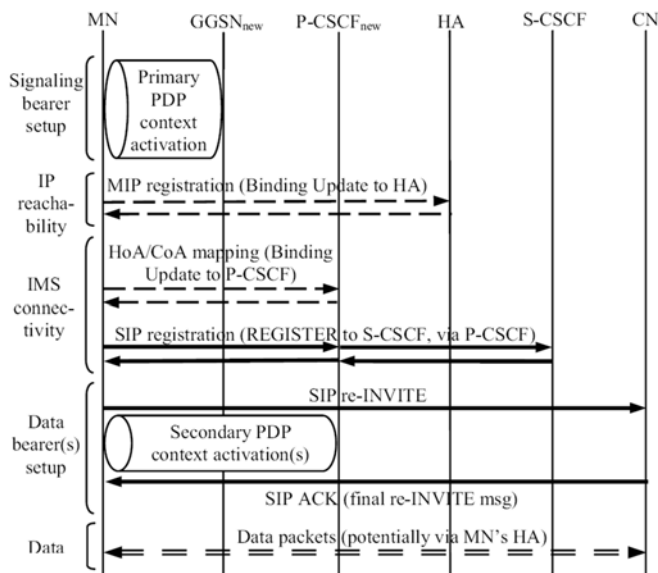 MN GGSNnew P-CSCFnew HA S-CSCF CN
Signaling
bearer
setup
Primary
PDP
context
activation
IP
reacha-
bility
MIP registration (Binding Update to HA)
IMS
connec-
tivity
HoA/CoA mapping (Binding
Update to P-CSCF)
SIP registration (REGISTER to S-CSCF, via P-CSCF)
Data
bearer(s)
setup
SIP re-INVITE
Secondary PDP
context activation(s)
SIP ACK (final re-INVITE msg)
Data
Data packets (potentially via MN's HA)